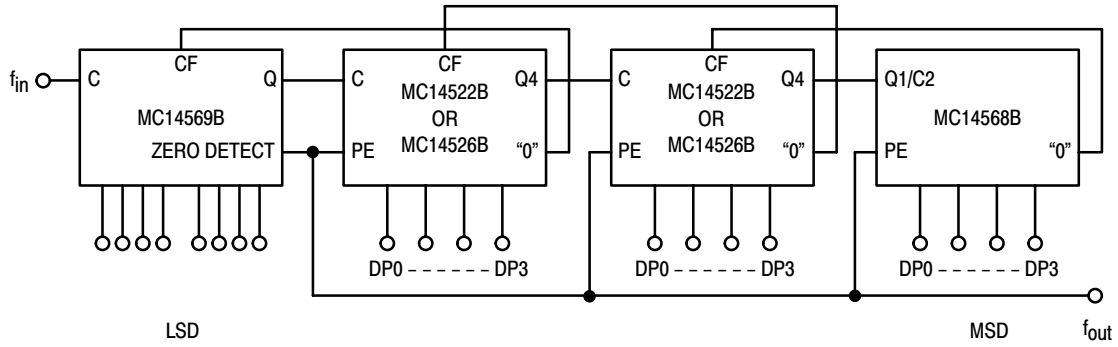 fin
C
CF
Q
MC14569B
ZERO DETECT
C
CF
Q4
MC14522B
OR
MC14526B
PE
"0"
DP0 – – – – – – DP3
C
CF
Q4
MC14522B
OR
MC14526B
PE
"0"
DP0 – – – – – – DP3
Q1/C2
MC14568B
PE
"0"
DP0 – – – – – – DP3
LSD
MSD
fout